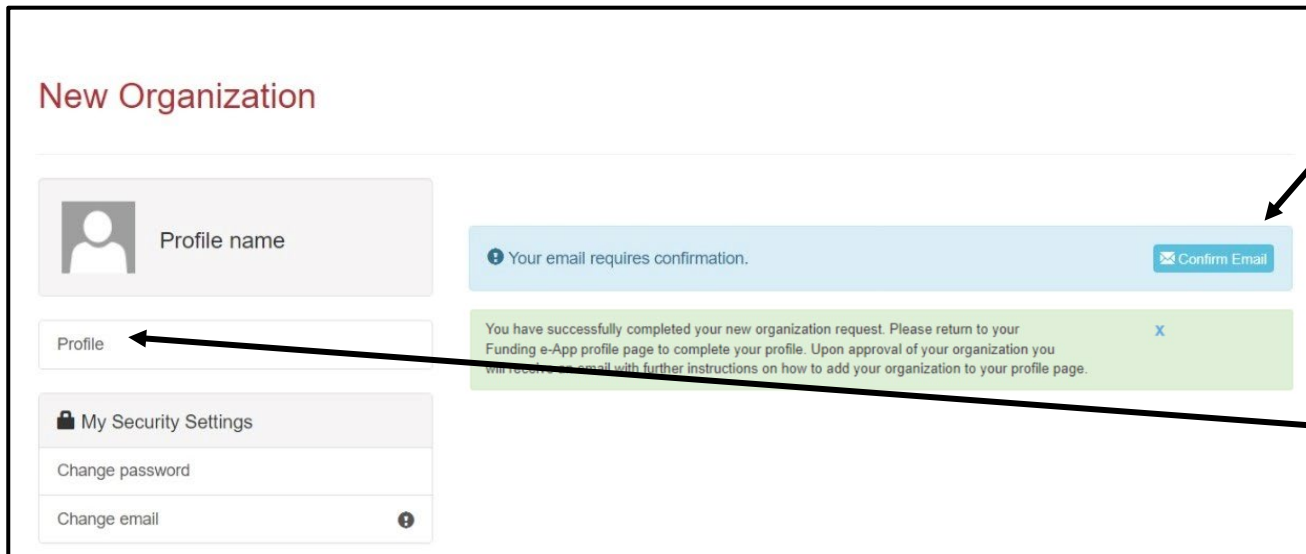 New Organization
Profile name
Your email requires confirmation.
Confirm Email
You have successfully completed your new organization request. Please return to your
Funding e-App profile page to complete your profile. Upon approval of your organization you
will receive an email with further instructions on how to add your organization to your profile page.
X
Profile
My Security Settings
Change password
Change email